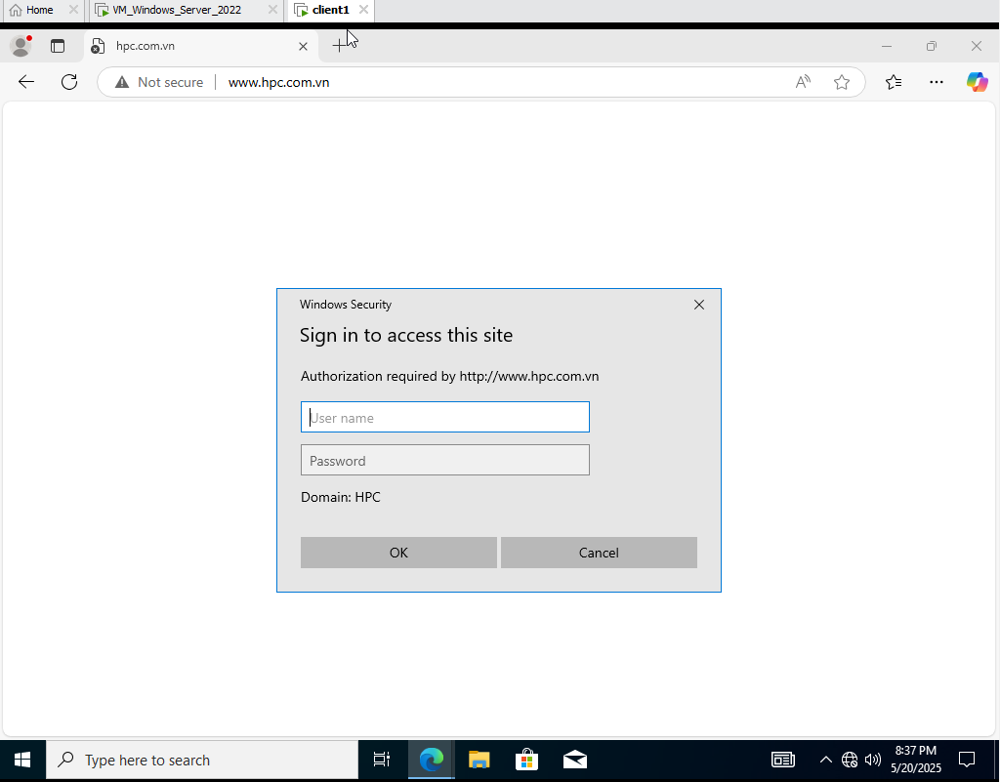 Home
VM_Windows_Server_2022
client1
hpc.com.vn
Not secure
www.hpc.com.vn
Windows Security
Sign in to access this site
Authorization required by http://www.hpc.com.vn
User name
Password
Domain: HPC
OK
Cancel
Type here to search
8:37 PM
5/20/2025